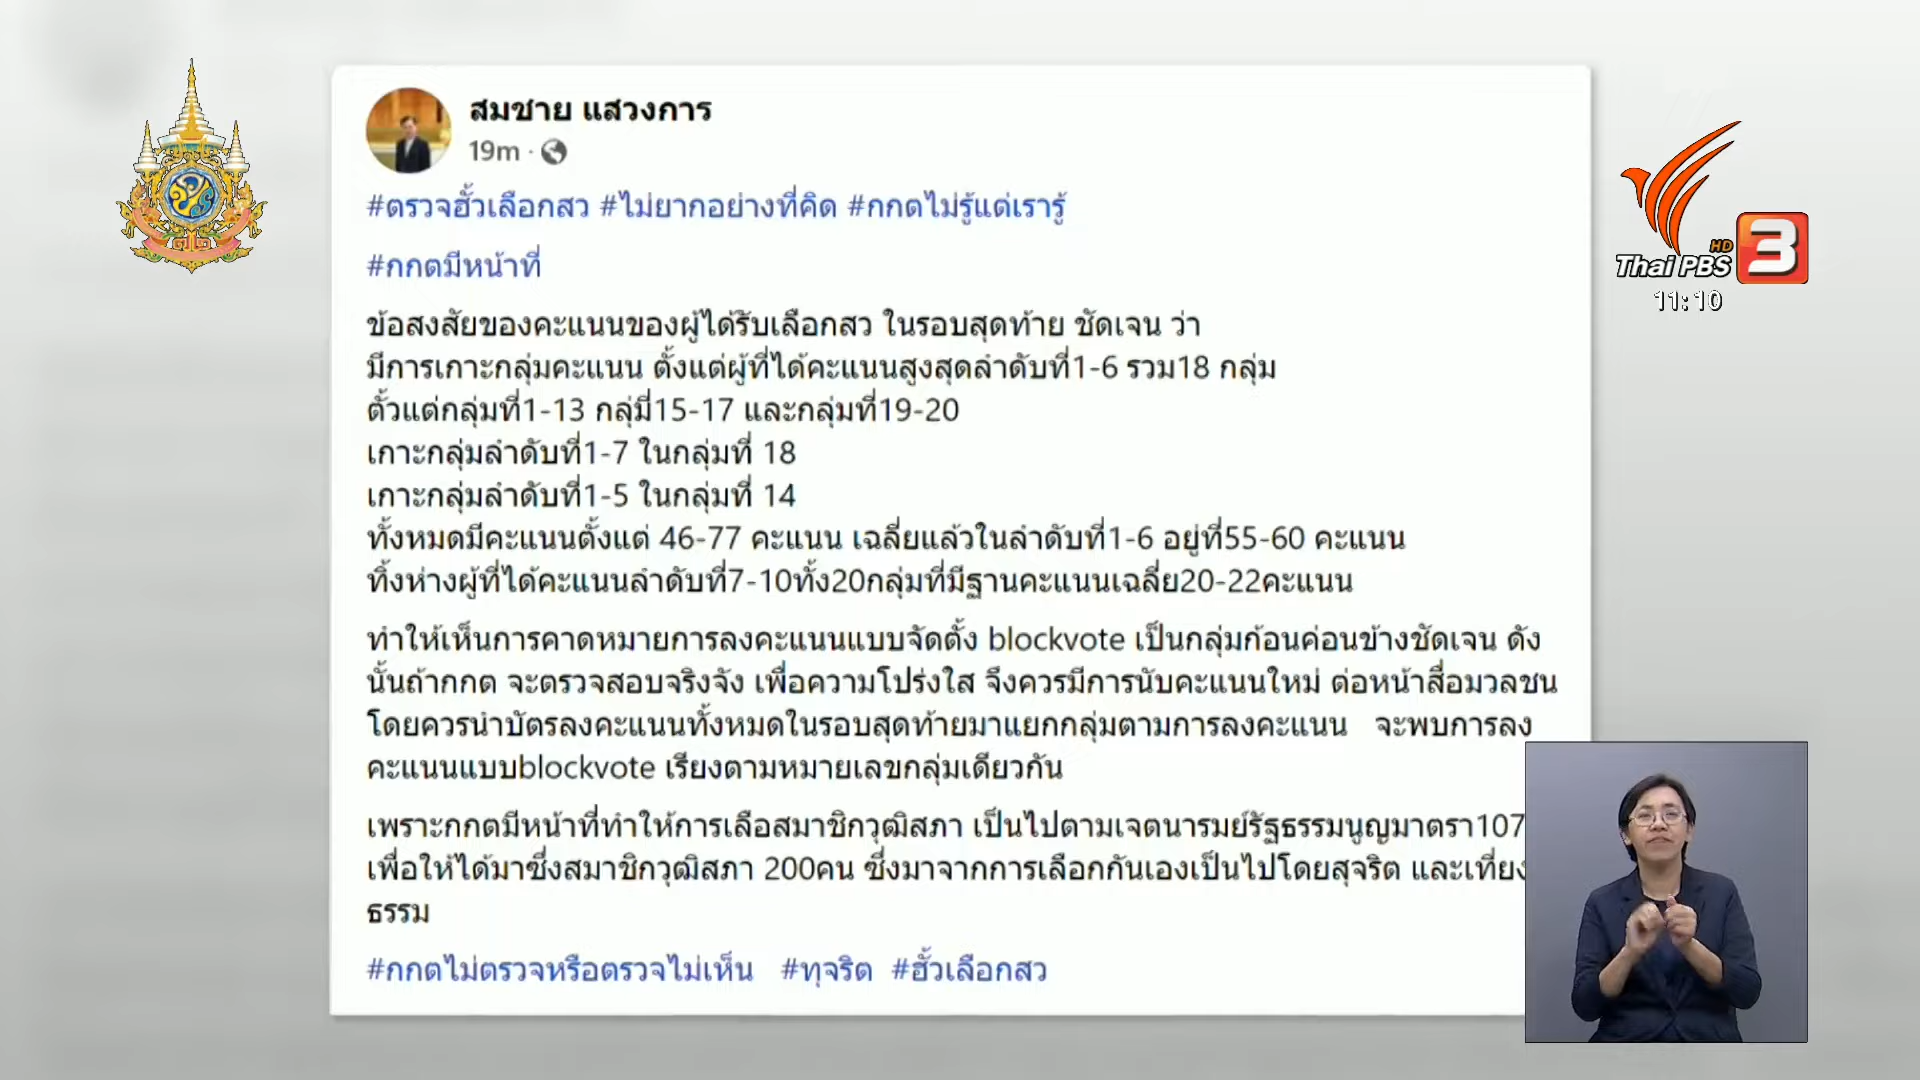 สมชาย แสวงการ
19m ·
#ตรวจฮั้วเลือกสว #ไม่ยากอย่างที่คิด #กกตไม่รู้แต่เรารู้
#กกตมีหน้าที่
ข้อสงสัยของคะแนนของผู้ได้รับเลือกสว ในรอบสุดท้าย ชัดเจน ว่า
มีการเกาะกลุ่มคะแนน ตั้งแต่ผู้ที่ได้คะแนนสูงสุดลำดับที่1-6 รวม18 กลุ่ม
ตั้วแต่กลุ่มที่1-13 กลุ่มี่15-17 และกลุ่มที่19-20
เกาะกลุ่มลำดับที่1-7 ในกลุ่มที่ 18
เกาะกลุ่มลำดับที่1-5 ในกลุ่มที่ 14
ทั้งหมดมีคะแนนตั้งแต่ 46-77 คะแนน เฉลี่ยแล้วในลำดับที่1-6 อยู่ที่55-60 คะแนน
ทิ้งห่างผู้ที่ได้คะแนนลำดับที่7-10ทั้ง20กลุ่มที่มีฐานคะแนนเฉลี่ย20-22คะแนน
ทำให้เห็นการคาดหมายการลงคะแนนแบบจัดตั้ง blockvote เป็นกลุ่มก้อนค่อนข้างชัดเจน ดัง
นั้นถ้ากกต จะตรวจสอบจริงจัง เพื่อความโปร่งใส จึงควรมีการนับคะแนนใหม่ ต่อหน้าสื่อมวลชน
โดยควรนำบัตรลงคะแนนทั้งหมดในรอบสุดท้ายมาแยกกลุ่มตามการลงคะแนน จะพบการลง
คะแนนแบบblockvote เรียงตามหมายเลขกลุ่มเดียวกัน
เพราะกกตมีหน้าที่ทำให้การเลือสมาชิกวุฒิสภา เป็นไปตามเจตนารมย์รัฐธรรมนูญมาตรา107
เพื่อให้ได้มาซึ่งสมาชิกวุฒิสภา 200คน ซึ่งมาจากการเลือกกันเองเป็นไปโดยสุจริต และเที่ยง
ธรรม
#กกตไม่ตรวจหรือตรวจไม่เห็น #ทุจริต #ฮั้วเลือกสว
Thai PBS HD 3
11:10
๗๒